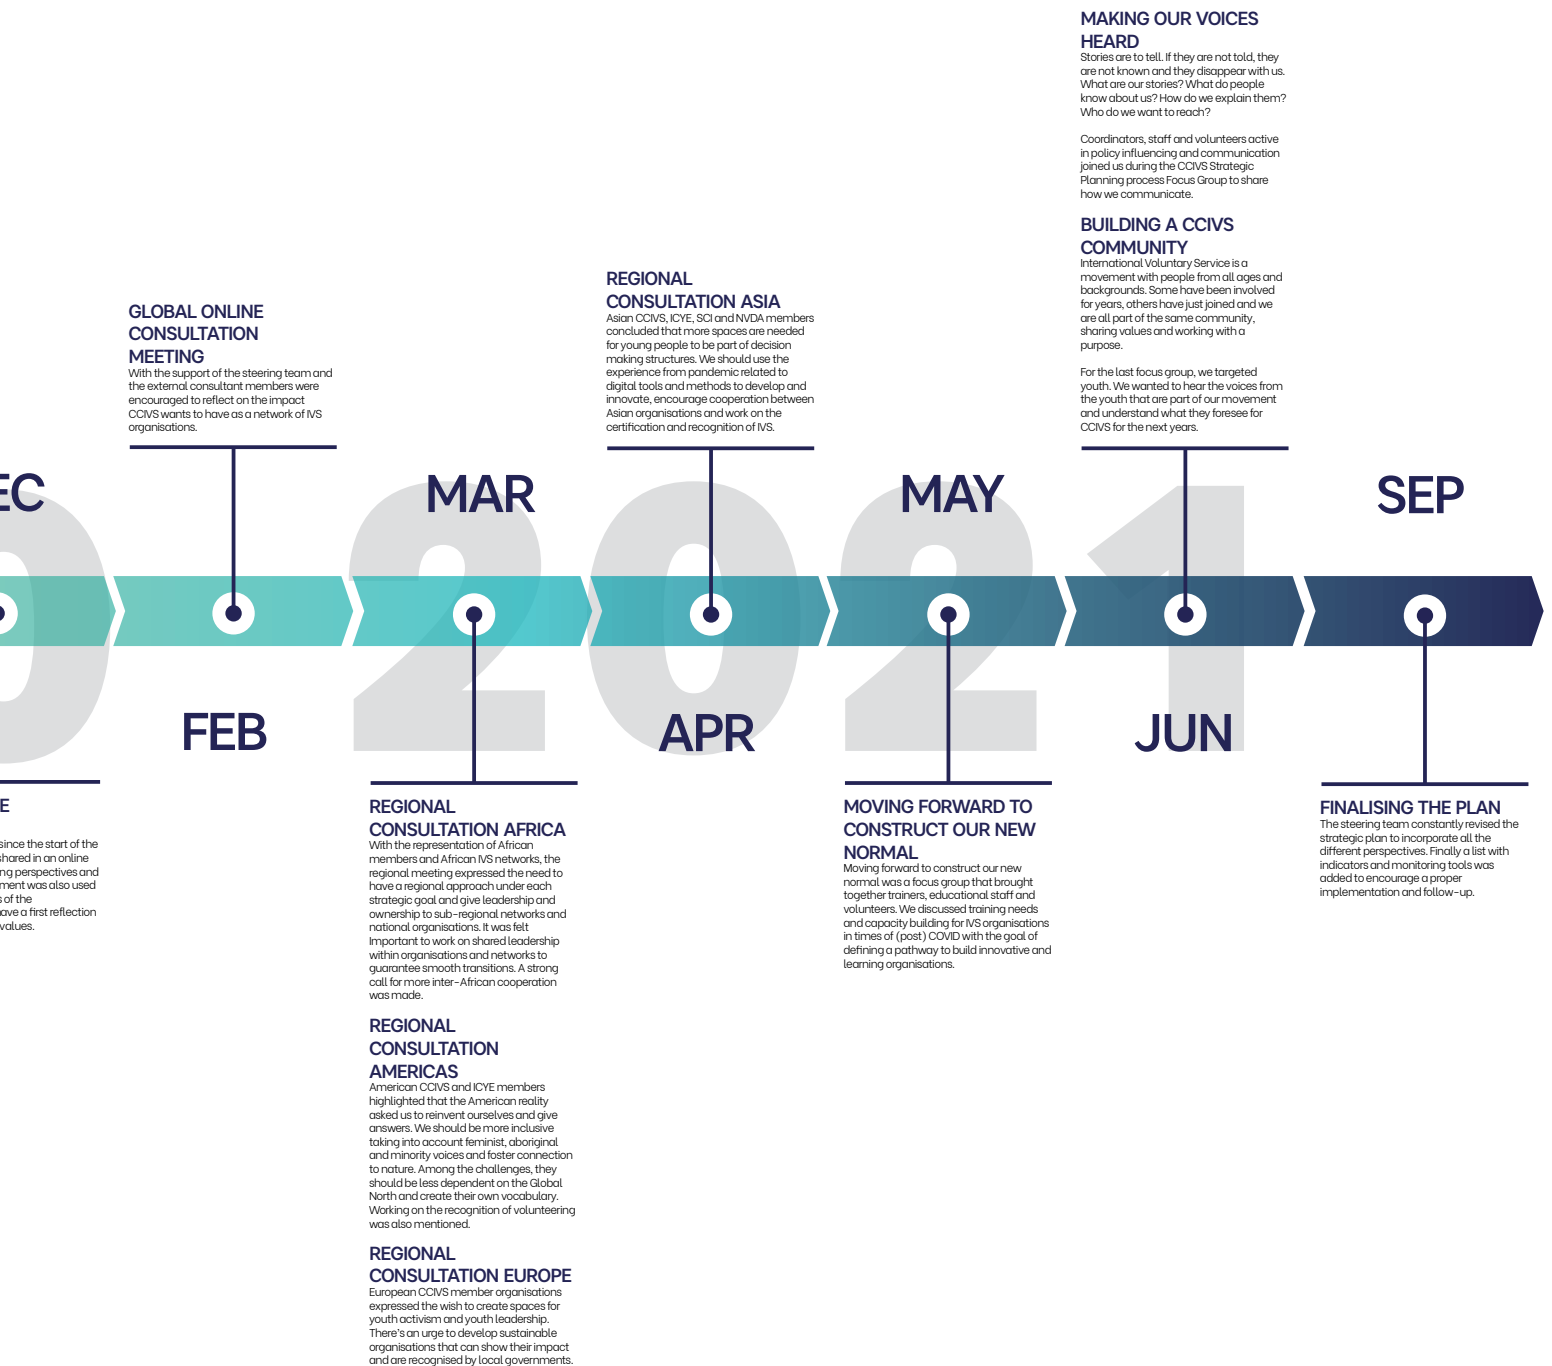 MAKING OUR VOICES
HEARD
Stories are to tell. If they are not told, they
are not known and they disappear with us.
What are our stories? What do people
know about us? How do we explain them?
Who do we want to reach?
Coordinators, staff and volunteers active
in policy influencing and communication
joined us during the CCIVS Strategic
Planning process Focus Group to share
how we communicate.
BUILDING A CCIVS
COMMUNITY
International Voluntary Service is a
movement with people from all ages and
backgrounds. Some have been involved
for years, others have just joined and we
are all part of the same community,
sharing values and working with a
purpose.
For the last focus group, we targeted
youth. We wanted to hear the voices from
the youth that are part of our movement
and understand what they foresee for
CCIVS for the next years.
REGIONAL
CONSULTATION ASIA
Asian CCIVS, ICYE, SCI and NVDA members
concluded that more spaces are needed
for young people to be part of decision
making structures. We should use the
experience from pandemic related to
digital tools and methods to develop and
innovate, encourage cooperation between
Asian organisations and work on the
certification and recognition of IVS.
GLOBAL ONLINE
CONSULTATION
MEETING
With the support of the steering team and
the external consultant members were
encouraged to reflect on the impact
CCIVS wants to have as a network of IVS
organisations.
EC
MAR
MAY
SEP
0 2021
FEB
APR
JUN
E
since the start of the
shared in an online
ng perspectives and
ment was also used
s of the
ave a first reflection
values.
REGIONAL
CONSULTATION AFRICA
With the representation of African
members and African IVS networks, the
regional meeting expressed the need to
have a regional approach under each
strategic goal and give leadership and
ownership to sub-regional networks and
national organisations. It was felt
Important to work on shared leadership
within organisations and networks to
guarantee smooth transitions. A strong
call for more inter-African cooperation
was made.
REGIONAL
CONSULTATION
AMERICAS
American CCIVS and ICYE members
highlighted that the American reality
asked us to reinvent ourselves and give
answers. We should be more inclusive
taking into account feminist, aboriginal
and minority voices and foster connection
to nature. Among the challenges, they
should be less dependent on the Global
North and create their own vocabulary.
Working on the recognition of volunteering
was also mentioned.
REGIONAL
CONSULTATION EUROPE
European CCIVS member organisations
expressed the wish to create spaces for
youth activism and youth leadership.
There's an urge to develop sustainable
organisations that can show their impact
and are recognised by local governments.
MOVING FORWARD TO
CONSTRUCT OUR NEW
NORMAL
Moving forward to construct our new
normal was a focus group that brought
together trainers, educational staff and
volunteers. We discussed training needs
and capacity building for IVS organisations
in times of (post) COVID with the goal of
defining a pathway to build innovative and
learning organisations.
FINALISING THE PLAN
The steering team constantly revised the
strategic plan to incorporate all the
different perspectives. Finally a list with
indicators and monitoring tools was
added to encourage a proper
implementation and follow-up.